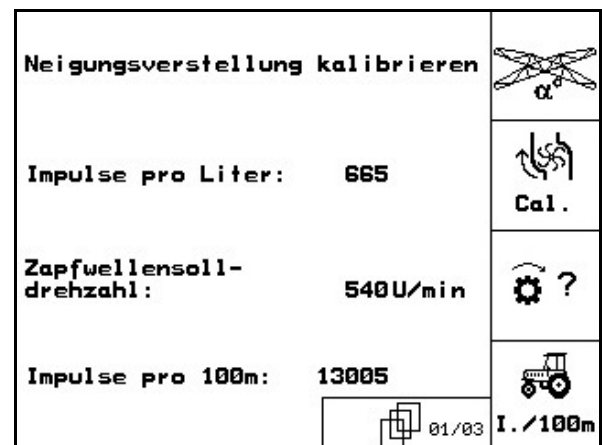 Neigungsverstellung kalibrieren
α
Impulse pro Liter: 665
Cal.
Zapfwellensoll-
drehzahl: 540U/min
?
Impulse pro 100m: 13005
01/03 I./100m